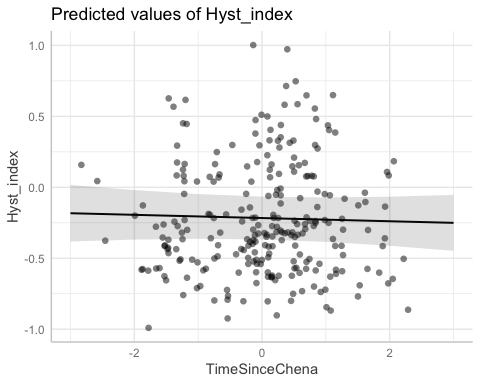 Predicted values of Hyst_index
1.0
0.5
0.0
-0.5
-1.0
Hyst_index
-2
0
2
TimeSinceChena